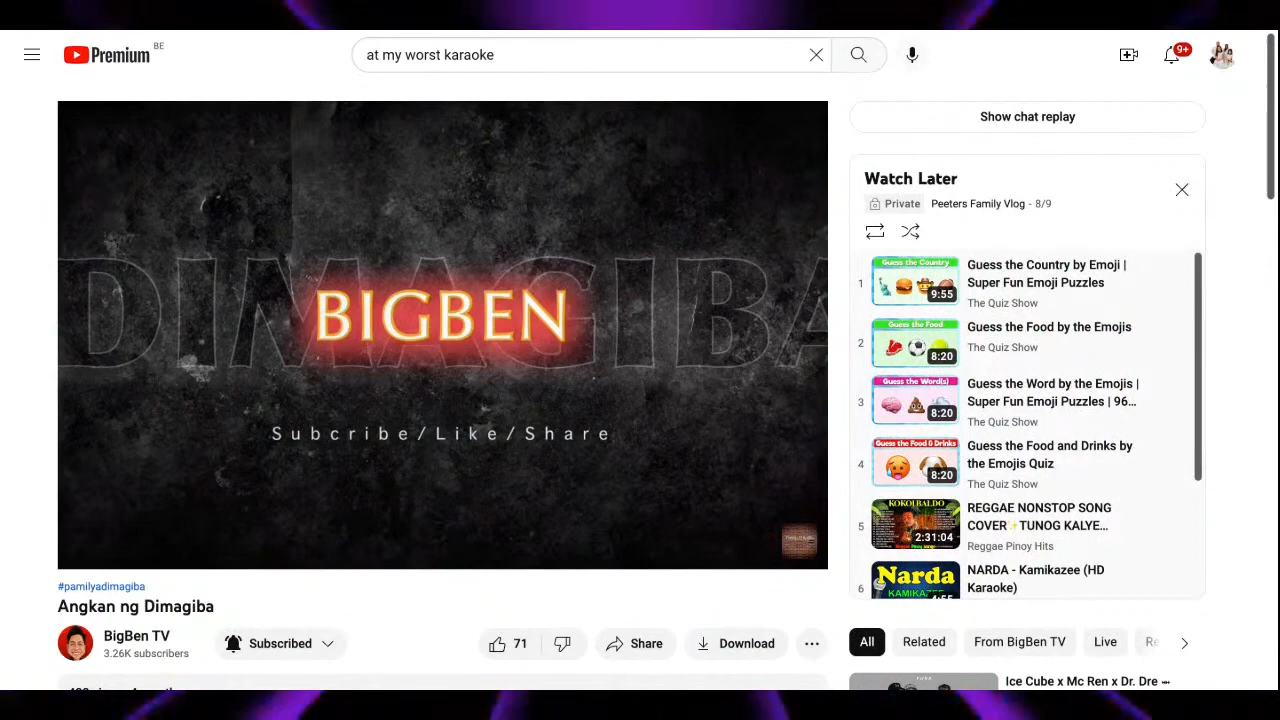 Premium BE
at my worst karaoke
9+
DIMAGIBA
BIGBEN
Subcribe/Like/Share
#pamilyadimagiba
Angkan ng Dimagiba
BigBen TV
3.26K subscribers
Subscribed
71
Share
Download
Show chat replay
Watch Later
Private Peeters Family Vlog - 8/9
1
Guess the Country
9:55
Guess the Country by Emoji |
Super Fun Emoji Puzzles
The Quiz Show
2
Guess the Food
8:20
Guess the Food by the Emojis
The Quiz Show
3
Guess the Word(s)
8:20
Guess the Word by the Emojis |
Super Fun Emoji Puzzles | 96...
The Quiz Show
4
Guess the Food & Drinks
8:20
Guess the Food and Drinks by
the Emojis Quiz
The Quiz Show
5
KOKOI BALDO
2:31:04
REGGAE NONSTOP SONG
COVER✨TUNOG KALYE...
Reggae Pinoy Hits
6
Narda
KAMIKAZEE
NARDA - Kamikazee (HD
Karaoke)
All
Related
From BigBen TV
Live
Re
Ice Cube x Mc Ren x Dr. Dre